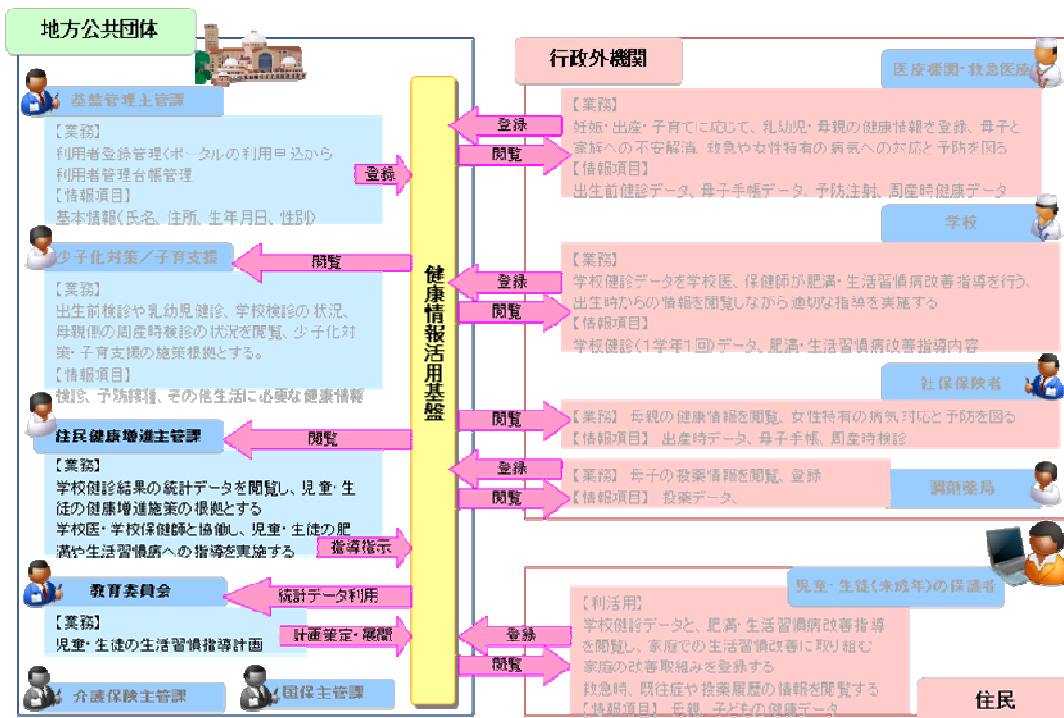 地方公共団体
基盤管理主管課
【業務】
利用者登録管理(ポータルの利用申込から
利用者管理台帳管理
【情報項目】
基本情報(氏名、住所、生年月日、性別)
登録
少子化対策／子育支援
閲覧
【業務】
出生前検診や乳幼児健診、学校検診の状況、
母親側の周産時検診の状況を閲覧、少子化対
策・子育支援の施策根拠とする。
【情報項目】
検診、予防接種、その他生活に必要な健康情報
住民健康増進主管課
閲覧
【業務】
学校健診結果の統計データを閲覧し、児童・生
徒の健康増進施策の根拠とする
学校医・学校保健師と協働し、児童・生徒の肥
満や生活習慣病への指導を実施する
指導指示
教育委員会
統計データ利用
【業務】
児童・生徒の生活習慣指導計画
計画策定・展開
介護保険主管課
国保主管課
健康情報活用基盤
行政外機関
医療機関・救急医療
登録
閲覧
【業務】
妊娠・出産・子育てに応じて、乳幼児・母親の健康情報を登録、母子と
家族への不安解消、救急や女性特有の病気への対応と予防を図る
【情報項目】
出生前健診データ、母子手帳データ、予防注射、周産時健康データ
学校
登録
閲覧
【業務】
学校健診データを学校医、保健師が肥満・生活習慣病改善指導を行う、
出生時からの情報を閲覧しながら適切な指導を実施する
【情報項目】
学校健診(1学年1回)データ、肥満・生活習慣病改善指導内容
社保保険者
閲覧
【業務】 母親の健康情報を閲覧、女性特有の病気対応と予防を図る
【情報項目】 出産時データ、母子手帳、周産時検診
登録
閲覧
【業務】 母子の投薬情報を閲覧、登録
【情報項目】 投薬データ、
調剤薬局
児童・生徒(未成年)の保護者
登録
閲覧
【利活用】
学校健診データと、肥満・生活習慣病改善指導
を閲覧し、家庭での生活習慣改善に取り組む
家庭の改善取組みを登録する
救急時、既往症や投薬履歴の情報を閲覧する
【情報項目】 母親、子どもの健康データ
住民